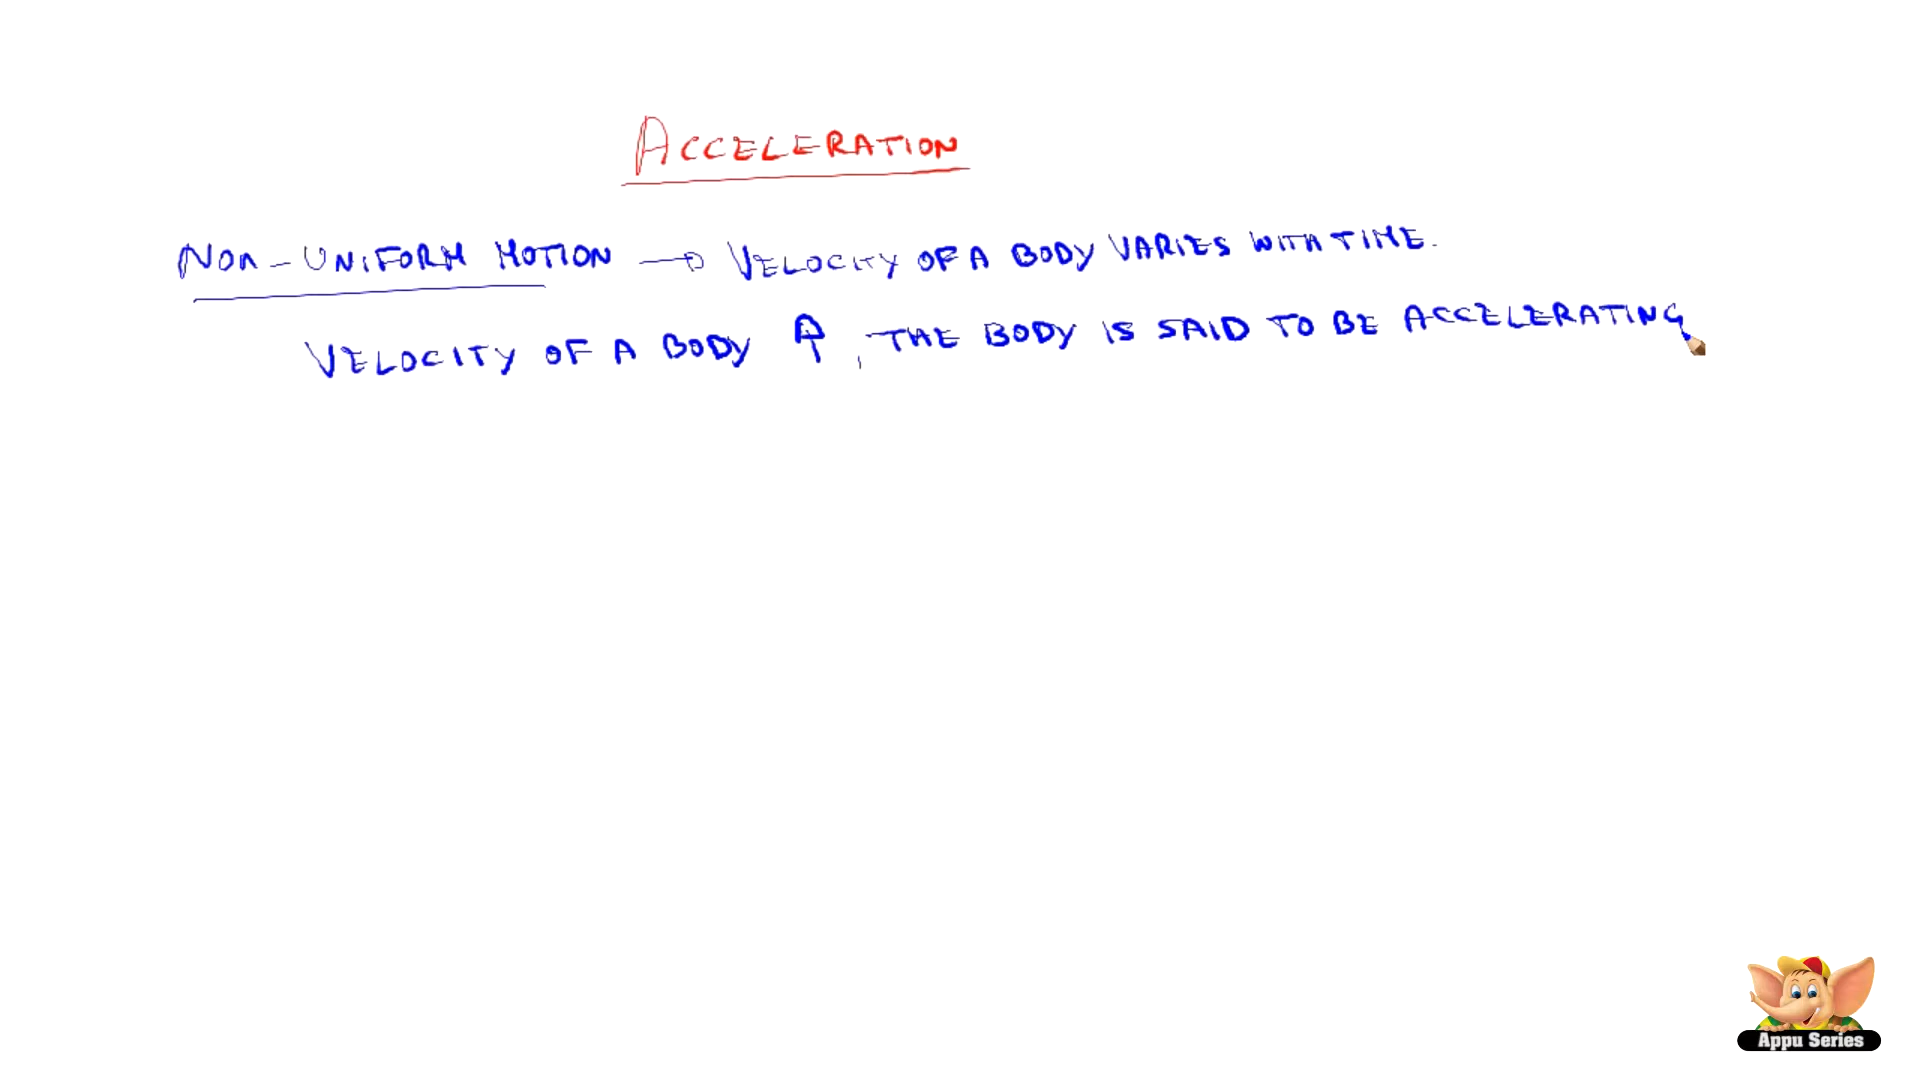 ACCELERATION
NON-UNIFORM MOTION → VELOCITY OF A BODY VARIES WITH TIME.
VELOCITY OF A BODY ↑, THE BODY IS SAID TO BE ACCELERATING
Appu Series